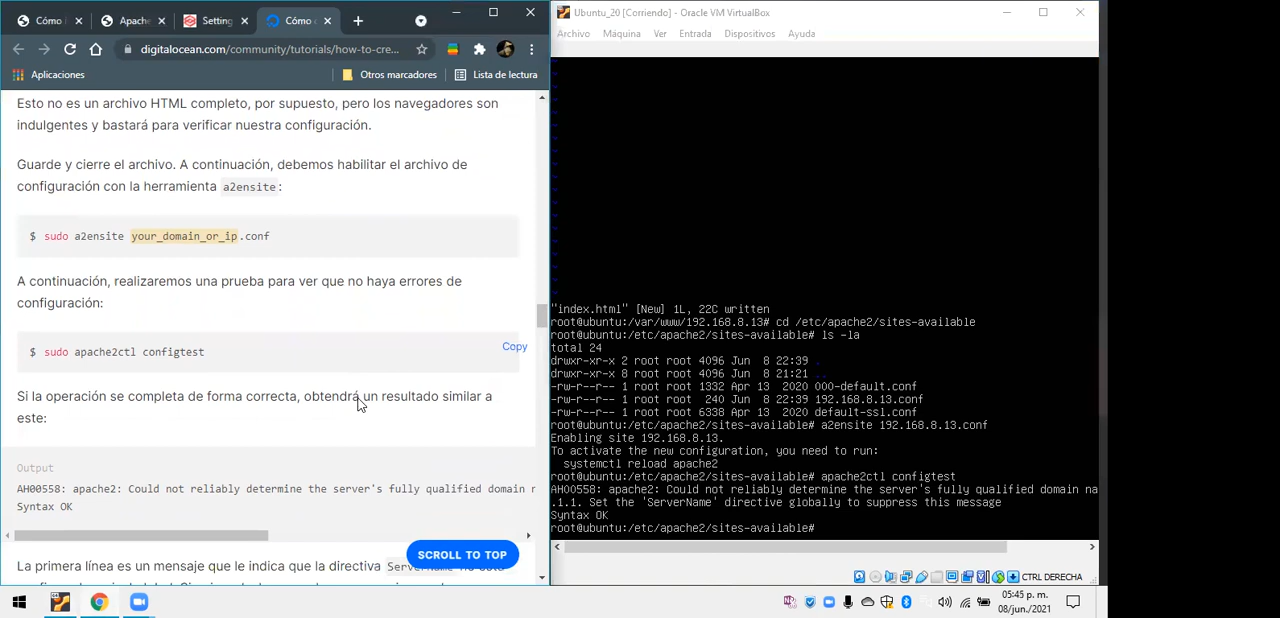 Cómo i
Apache
Setting
Cómo c
digitalocean.com/community/tutorials/how-to-cre...
Aplicaciones
Otros marcadores
Lista de lectura
Esto no es un archivo HTML completo, por supuesto, pero los navegadores son
indulgentes y bastará para verificar nuestra configuración.
Guarde y cierre el archivo. A continuación, debemos habilitar el archivo de
configuración con la herramienta a2ensite:
$ sudo a2ensite your_domain_or_ip.conf
A continuación, realizaremos una prueba para ver que no haya errores de
configuración:
Copy
$ sudo apache2ctl configtest
Si la operación se completa de forma correcta, obtendrá un resultado similar a
este:
Output
AH00558: apache2: Could not reliably determine the server's fully qualified domain n
Syntax OK
SCROLL TO TOP
La primera línea es un mensaje que le indica que la directiva ServerName no está
Ubuntu_20 [Corriendo] - Oracle VM VirtualBox
Archivo Máquina Ver Entrada Dispositivos Ayuda
"index.html" [New] 1L, 22C written
root@ubuntu:/var/www/192.168.8.13# cd /etc/apache2/sites-available
root@ubuntu:/etc/apache2/sites-available# ls -la
total 24
drwxr-xr-x 2 root root 4096 Jun  8 22:39 .
drwxr-xr-x 8 root root 4096 Jun  8 21:21 ..
-rw-r--r-- 1 root root 1332 Apr 13  2020 000-default.conf
-rw-r--r-- 1 root root  240 Jun  8 22:39 192.168.8.13.conf
-rw-r--r-- 1 root root 6338 Apr 13  2020 default-ssl.conf
root@ubuntu:/etc/apache2/sites-available# a2ensite 192.168.8.13.conf
Enabling site 192.168.8.13.
To activate the new configuration, you need to run:
  systemctl reload apache2
root@ubuntu:/etc/apache2/sites-available# apache2ctl configtest
AH00558: apache2: Could not reliably determine the server's fully qualified domain na
.1.1. Set the 'ServerName' directive globally to suppress this message
Syntax OK
root@ubuntu:/etc/apache2/sites-available#
CTRL DERECHA
05:45 p. m.
08/jun./2021